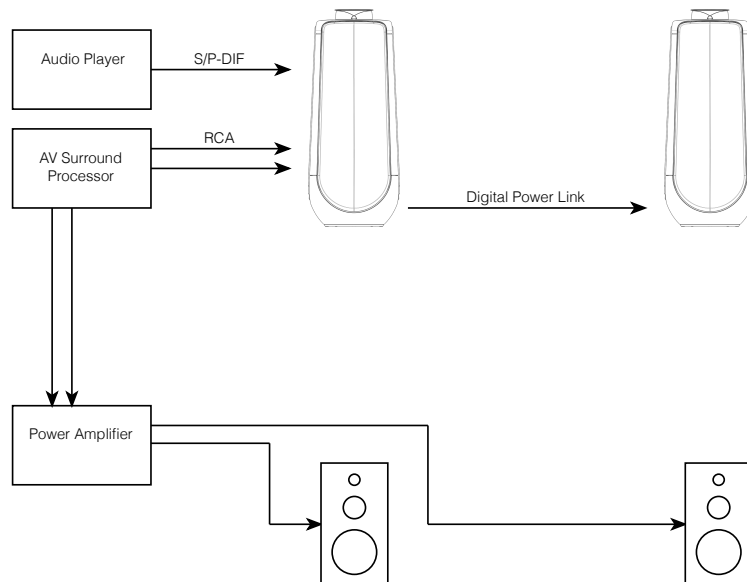 Audio Player
S/P-DIF
AV Surround
Processor
RCA
Digital Power Link
Power Amplifier